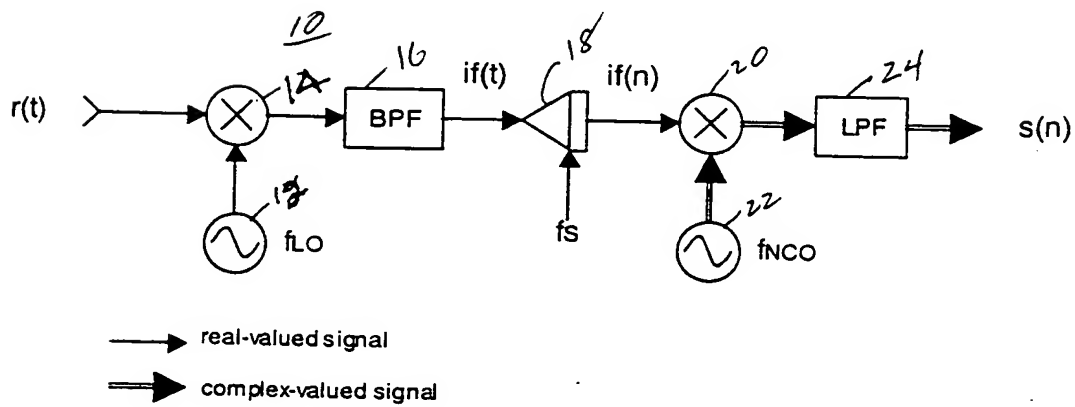 10
r(t)
14
16
BPF
if(t)
18
if(n)
20
24
LPF
s(n)
12
fLO
fS
22
fNCO
real-valued signal
complex-valued signal